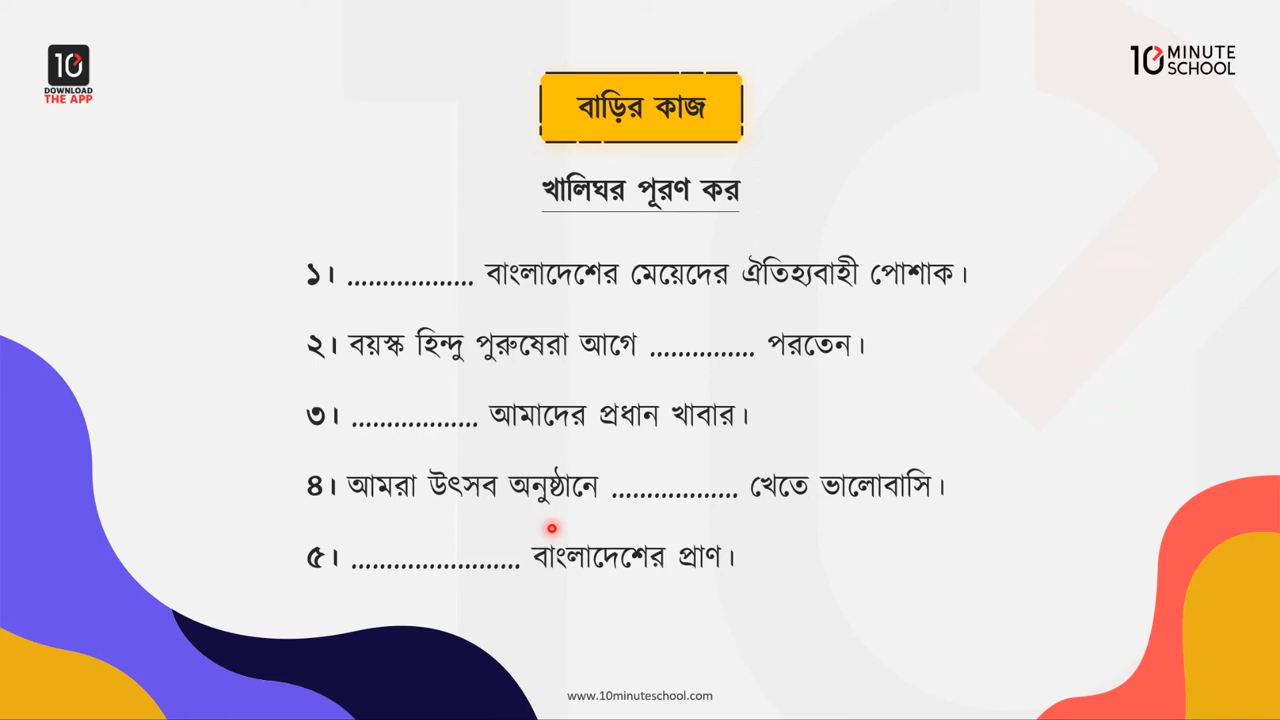 10
DOWNLOAD
THE APP
10 MINUTE
SCHOOL
বাড়ির কাজ
খালিঘর পূরণ কর
১। .................. বাংলাদেশের মেয়েদের ঐতিহ্যবাহী পোশাক।
২। বয়স্ক হিন্দু পুরুষেরা আগে ............... পরতেন।
৩। .................. আমাদের প্রধান খাবার।
৪। আমরা উৎসব অনুষ্ঠানে .................. খেতে ভালোবাসি।
৫। ........................ বাংলাদেশের প্রাণ।
www.10minuteschool.com